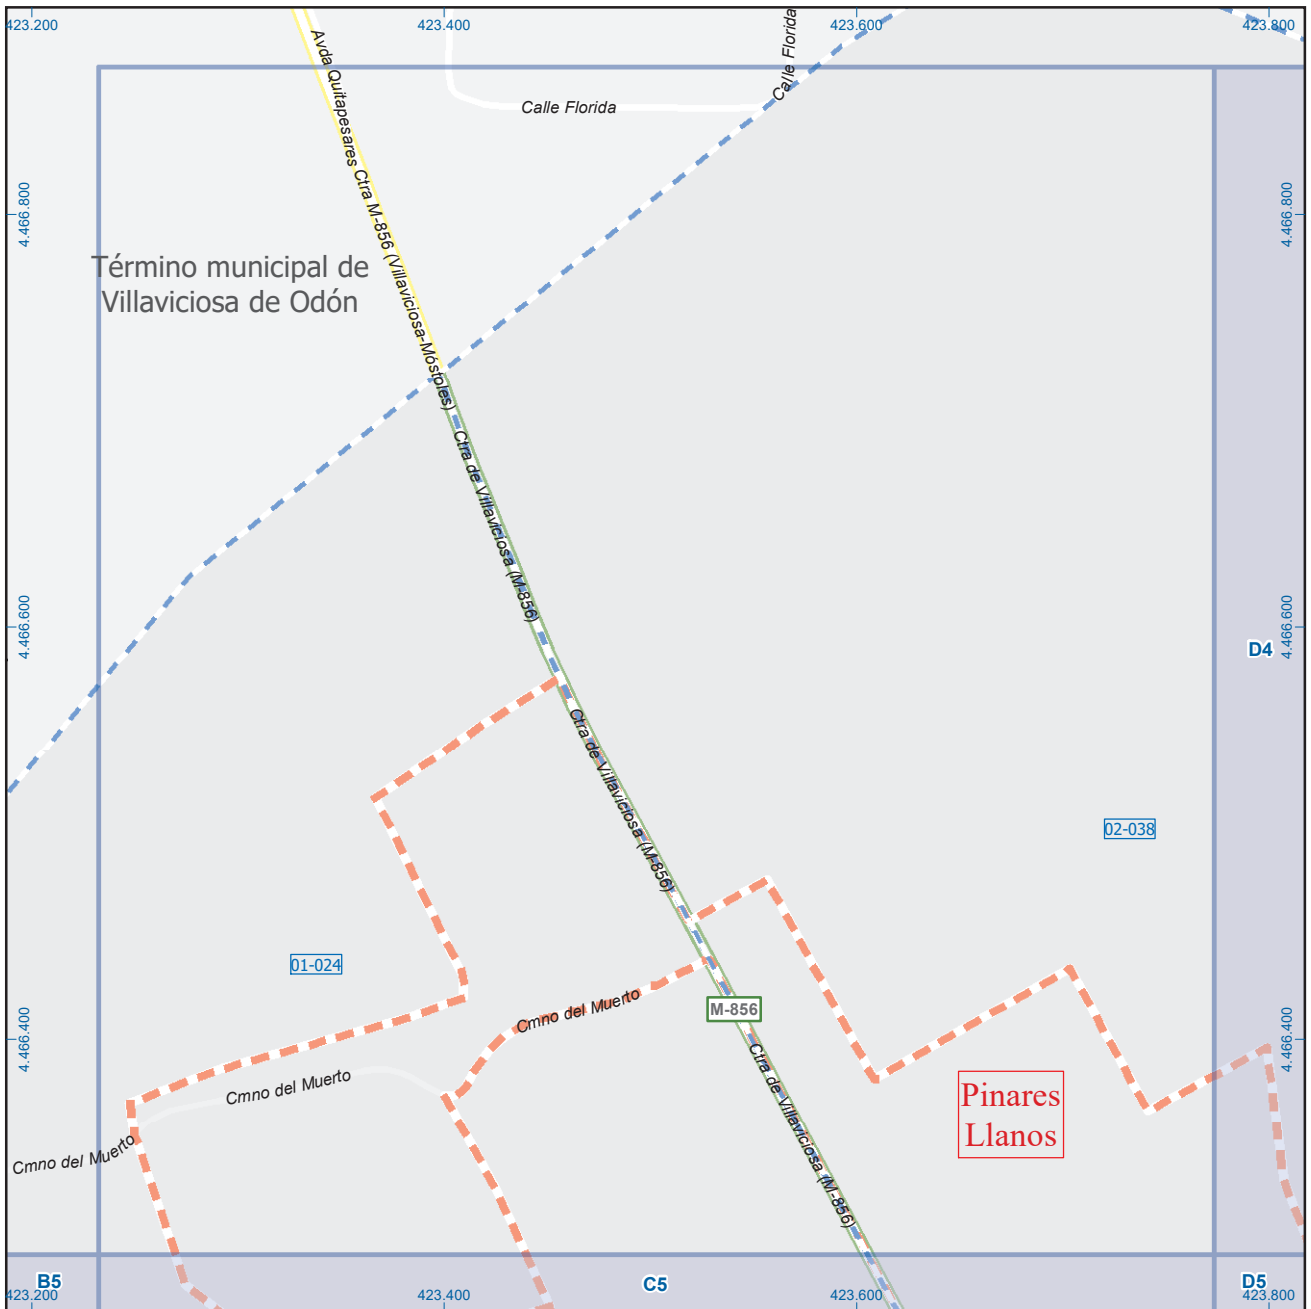 423.200
423.400
423.600
423.800
Calle Florida
Calle Florida
Avda Quitapesares Ctra M-856 (Villaviciosa-Móstoles)
4.466.800
4.466.800
Término municipal de
Villaviciosa de Odón
Ctra de Villaviciosa (M-856)
4.466.600
4.466.600
D4
Ctra de Villaviciosa (M-856)
02-038
01-024
Cmno del Muerto
M-856
4.466.400
4.466.400
Cmno del Muerto
Ctra de Villaviciosa (M-856)
Pinares
Llanos
Cmno del Muerto
B5
C5
D5
423.200
423.400
423.600
423.800